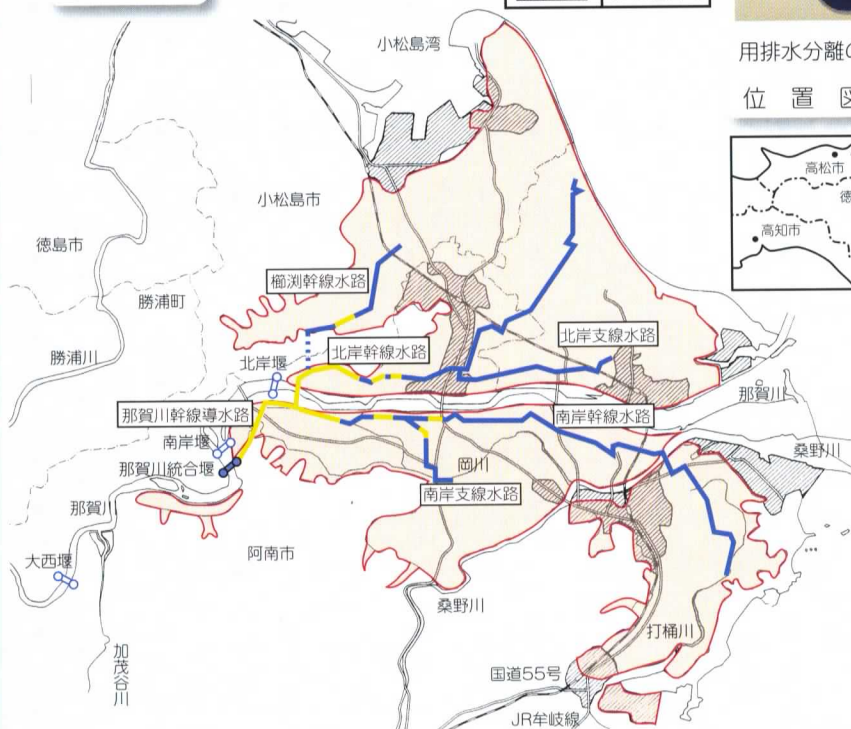 用排水分離の
位置図
小松島湾
高松市
徳
高知市
小松島市
徳島市
勝浦町
櫛渕幹線水路
北岸支線水路
勝浦川
北岸堰
北岸幹線水路
那賀川幹線導水路
南岸幹線水路
那賀川
南岸堰
桑野川
那賀川統合堰
岡川
南岸支線水路
那賀川
阿南市
大西堰
桑野川
打樋川
加茂谷川
国道55号
JR牟岐線